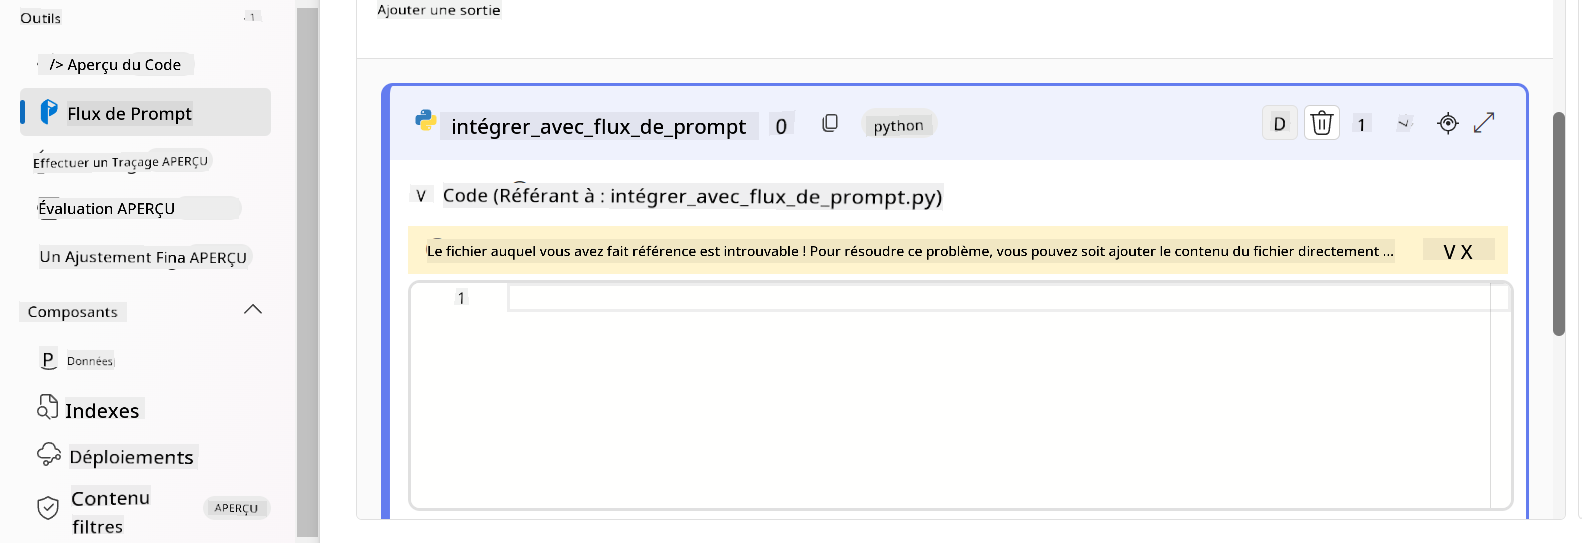 Outils
1
/> Aperçu du Code
Flux de Prompt
Effectuer un Traçage APERÇU
Évaluation APERÇU
Un Ajustement Fina APERÇU
Composants
P Données
Indexes
Déploiements
Contenu
filtres
APERÇU
Ajouter une sortie
intégrer_avec_flux_de_prompt 0 python D 1
V Code (Référant à : intégrer_avec_flux_de_prompt.py)
Le fichier auquel vous avez fait référence est introuvable ! Pour résoudre ce problème, vous pouvez soit ajouter le contenu du fichier directement ... V X
1